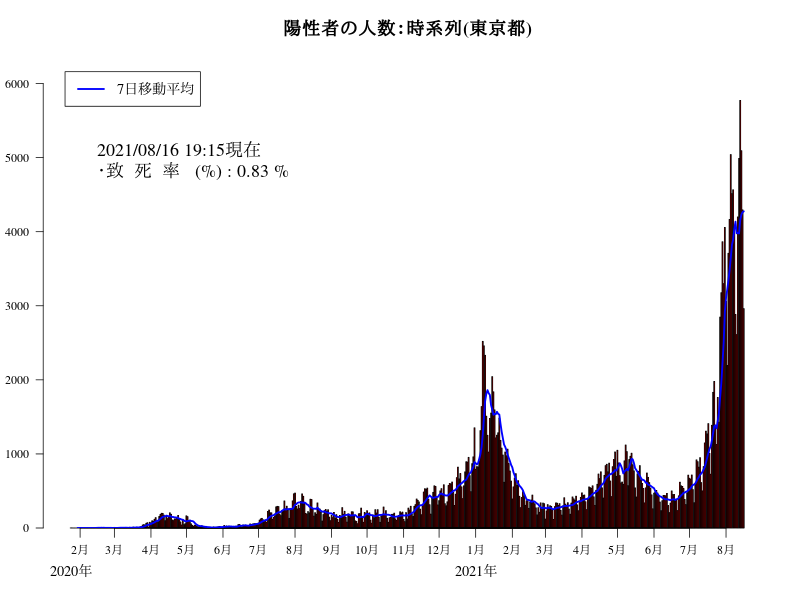 陽性者の人数：時系列(東京都)
7日移動平均
2021/08/16 19:15現在
・致 死 率 (%) : 0.83 %
6000
5000
4000
3000
2000
1000
0
2月 3月 4月 5月 6月 7月 8月 9月 10月 11月 12月 1月 2月 3月 4月 5月 6月 7月 8月
2020年 2021年